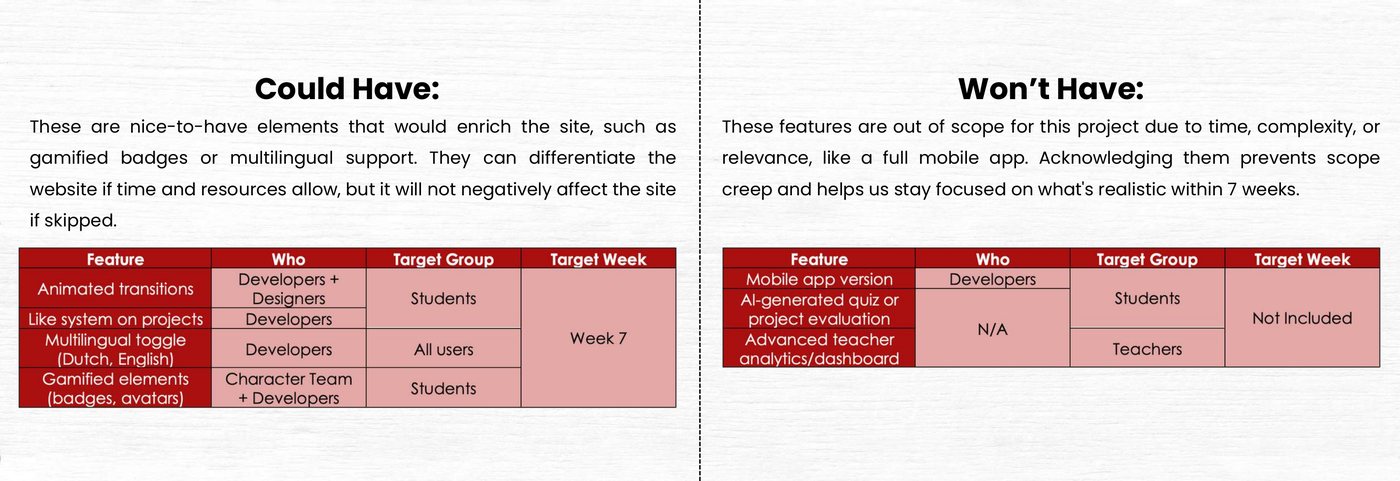 Could Have:
These are nice-to-have elements that would enrich the site, such as
gamified badges or multilingual support. They can differentiate the
website if time and resources allow, but it will not negatively affect the site
if skipped.
Feature Who Target Group Target Week
Animated transitions Developers +
Designers Students Week 7
Like system on projects Developers
Multilingual toggle
(Dutch, English) Developers All users
Gamified elements
(badges, avatars) Character Team
+ Developers Students
Won't Have:
These features are out of scope for this project due to time, complexity, or
relevance, like a full mobile app. Acknowledging them prevents scope
creep and helps us stay focused on what's realistic within 7 weeks.
Feature Who Target Group Target Week
Mobile app version Developers Students Not Included
AI-generated quiz or
project evaluation N/A
Advanced teacher
analytics/dashboard Teachers